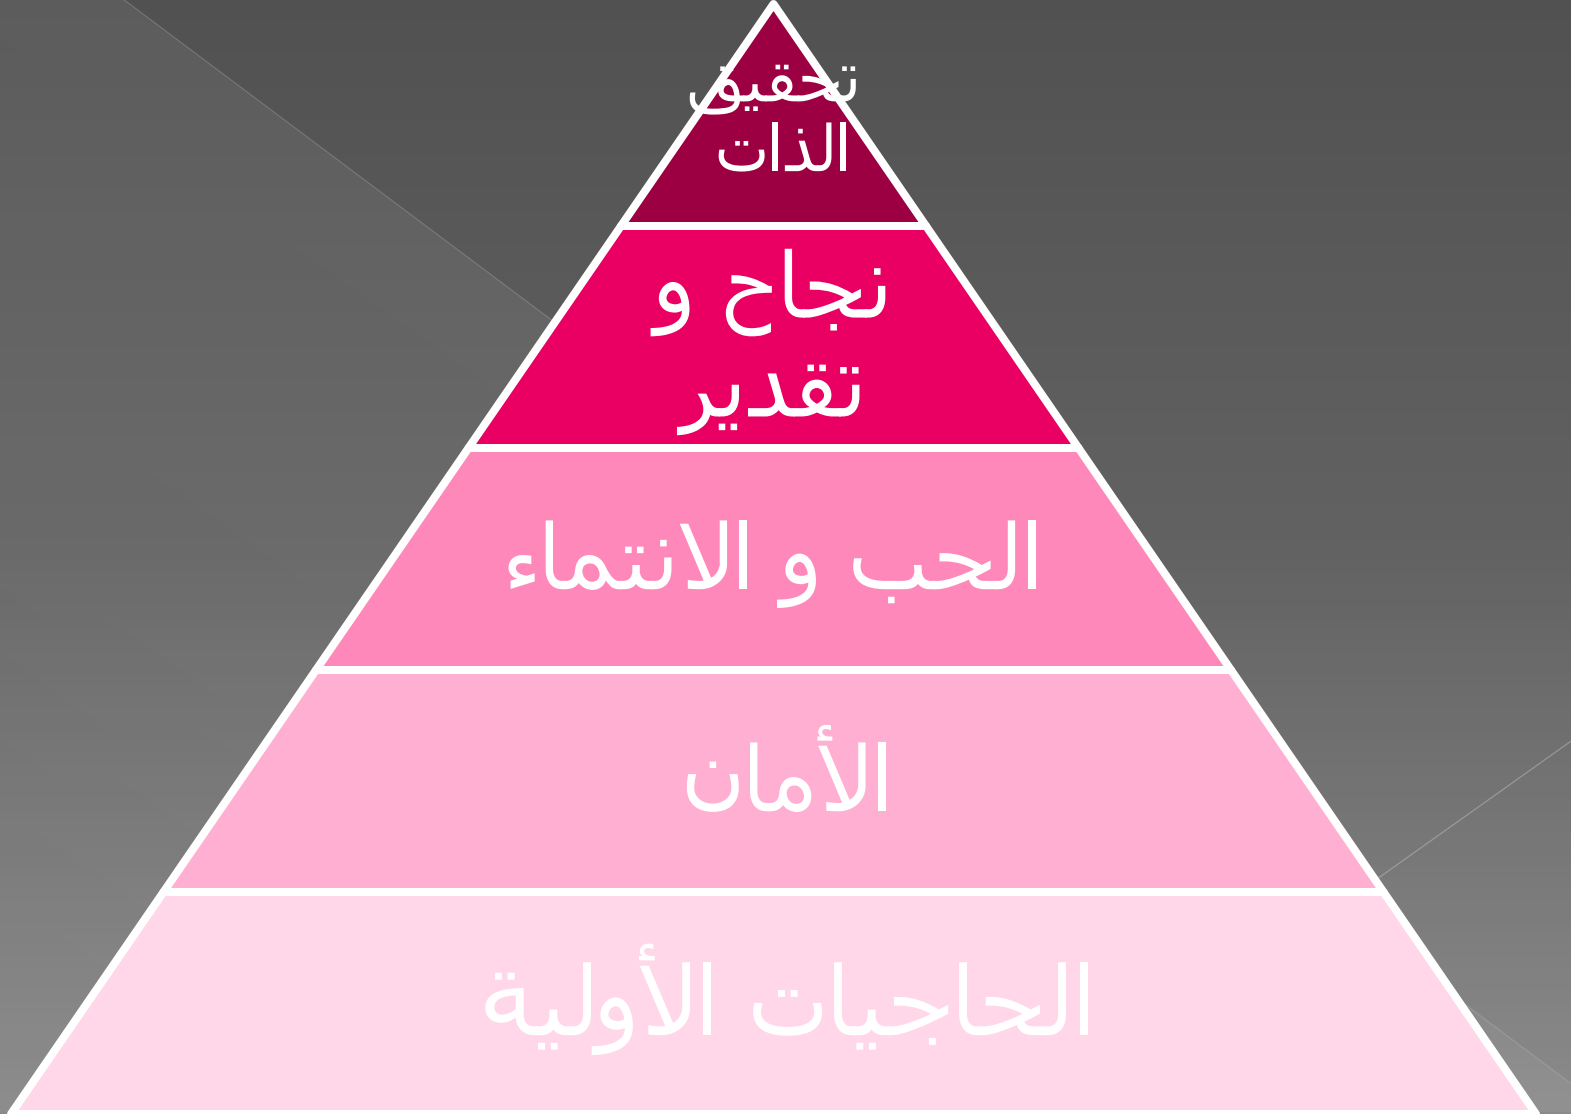 تحقيق
الذات
نجاح و
تقدير
الحب و الانتماء
الأمان
الحاجيات الأولية